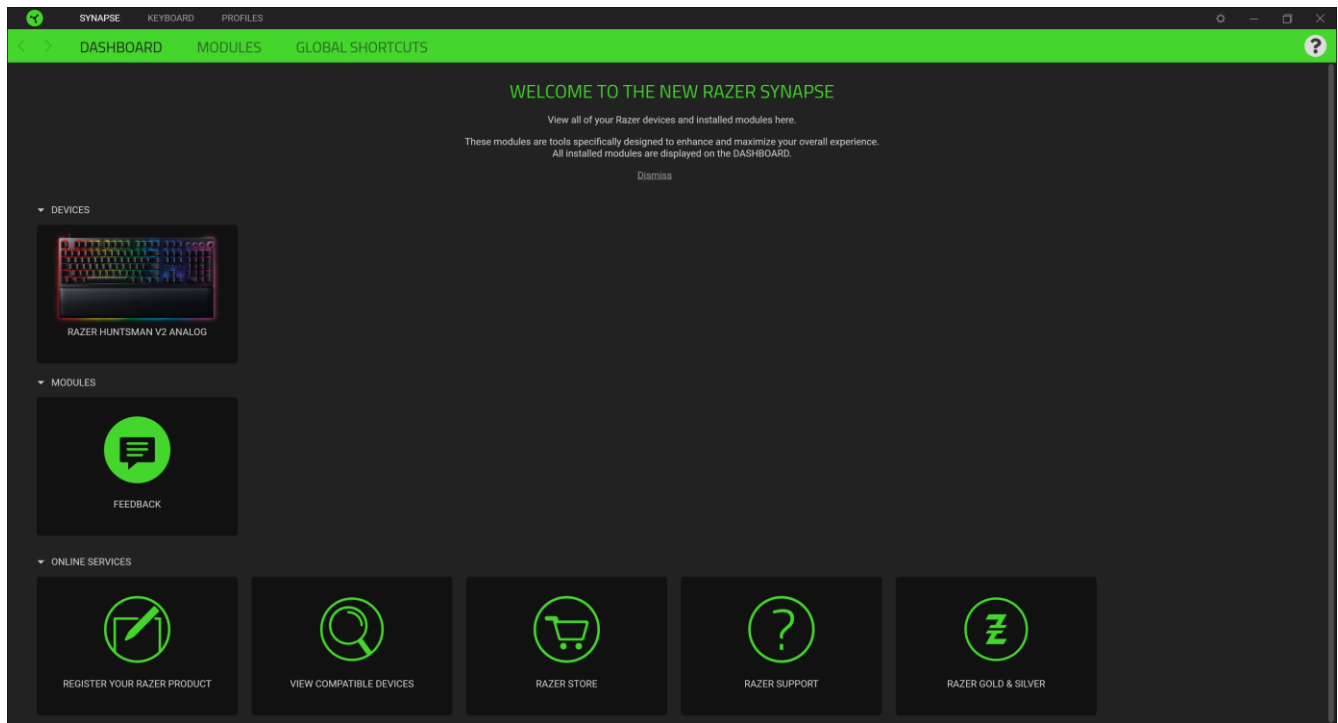 SYNAPSE KEYBOARD PROFILES
DASHBOARD MODULES GLOBAL SHORTCUTS ?
WELCOME TO THE NEW RAZER SYNAPSE
View all of your Razer devices and installed modules here.
These modules are tools specifically designed to enhance and maximize your overall experience.
All installed modules are displayed on the DASHBOARD.
Dismiss
DEVICES
RAZER HUNTSMAN V2 ANALOG
MODULES
FEEDBACK
ONLINE SERVICES
REGISTER YOUR RAZER PRODUCT VIEW COMPATIBLE DEVICES RAZER STORE RAZER SUPPORT RAZER GOLD & SILVER